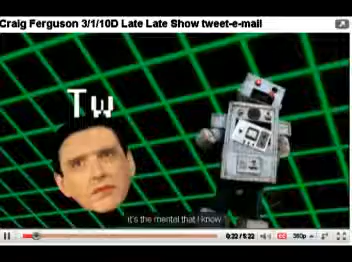 Craig Ferguson 3/1/10D Late Late Show tweet-e-mail
Tw
it's the mental that I know
0:22 / 5:22
360p